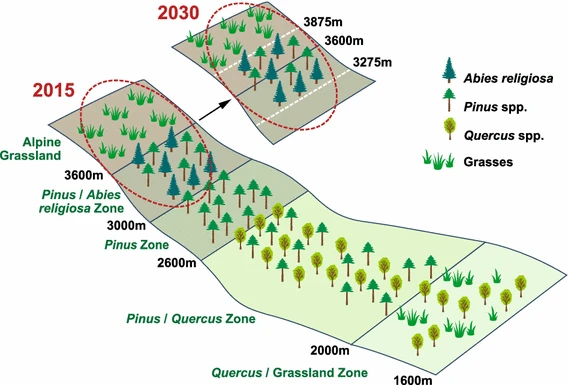 2030
3875m
3600m
3275m
2015
Abies religiosa
Pinus spp.
Quercus spp.
Grasses
Alpine
Grassland
3600m
Pinus / Abies
religiosa Zone
3000m
Pinus Zone
2600m
Pinus / Quercus Zone
2000m
Quercus / Grassland Zone
1600m